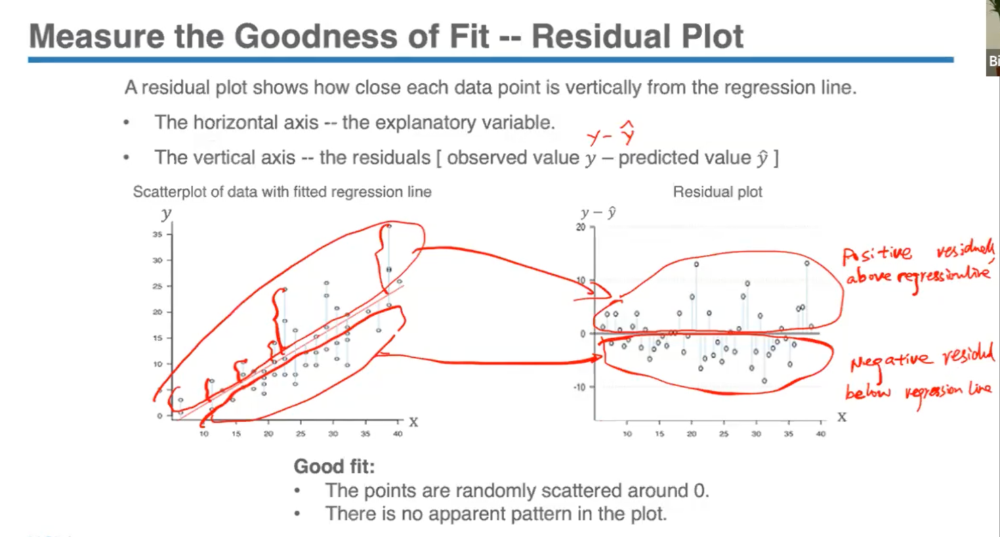 Measure the Goodness of Fit -- Residual Plot
Bi
A residual plot shows how close each data point is vertically from the regression line.
• The horizontal axis -- the explanatory variable.
y - ŷ
• The vertical axis -- the residuals [ observed value y – predicted value ŷ ]
Scatterplot of data with fitted regression line
y
35
30
25
20
15
10
5
0
10 15 20 25 30 35 40
x
Residual plot
y – ŷ
20
10
0
-10
10 15 20 25 30 35 40
x
Positive residuals
above regression line
Negative residual
below regression line
Good fit:
• The points are randomly scattered around 0.
• There is no apparent pattern in the plot.